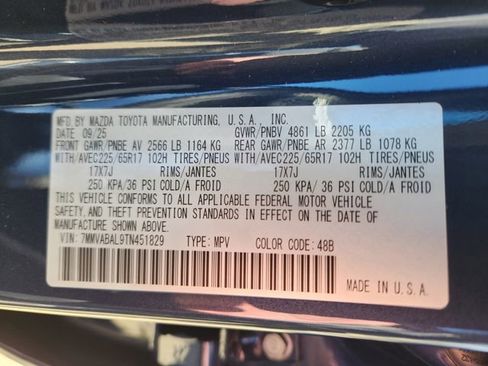 MFD. BY MAZDA TOYOTA MANUFACTURING, U.S.A., INC.
DATE 09/25 GVWR/PNBV 4861 LB 2205 KG
FRONT GAWR/PNBE AV 2566 LB 1164 KG REAR GAWR/PNBE AR 2377 LB 1078 KG
WITH/AVEC 225/65R17 102H TIRES/PNEUS WITH/AVEC 225/65R17 102H TIRES/PNEUS
17X7J RIMS/JANTES 17X7J RIMS/JANTES
250 KPA/36 PSI COLD/A FROID 250 KPA/36 PSI COLD/A FROID
THIS VEHICLE CONFORMS TO ALL APPLICABLE FEDERAL MOTOR VEHICLE
SAFETY, AND THEFT PREVENTION STANDARDS IN EFFECT ON THE DATE OF
MANUFACTURE SHOWN ABOVE.
VIN: 7MMVABAL9TN451829 TYPE: MPV COLOR CODE: 48B
MADE IN U.S.A.